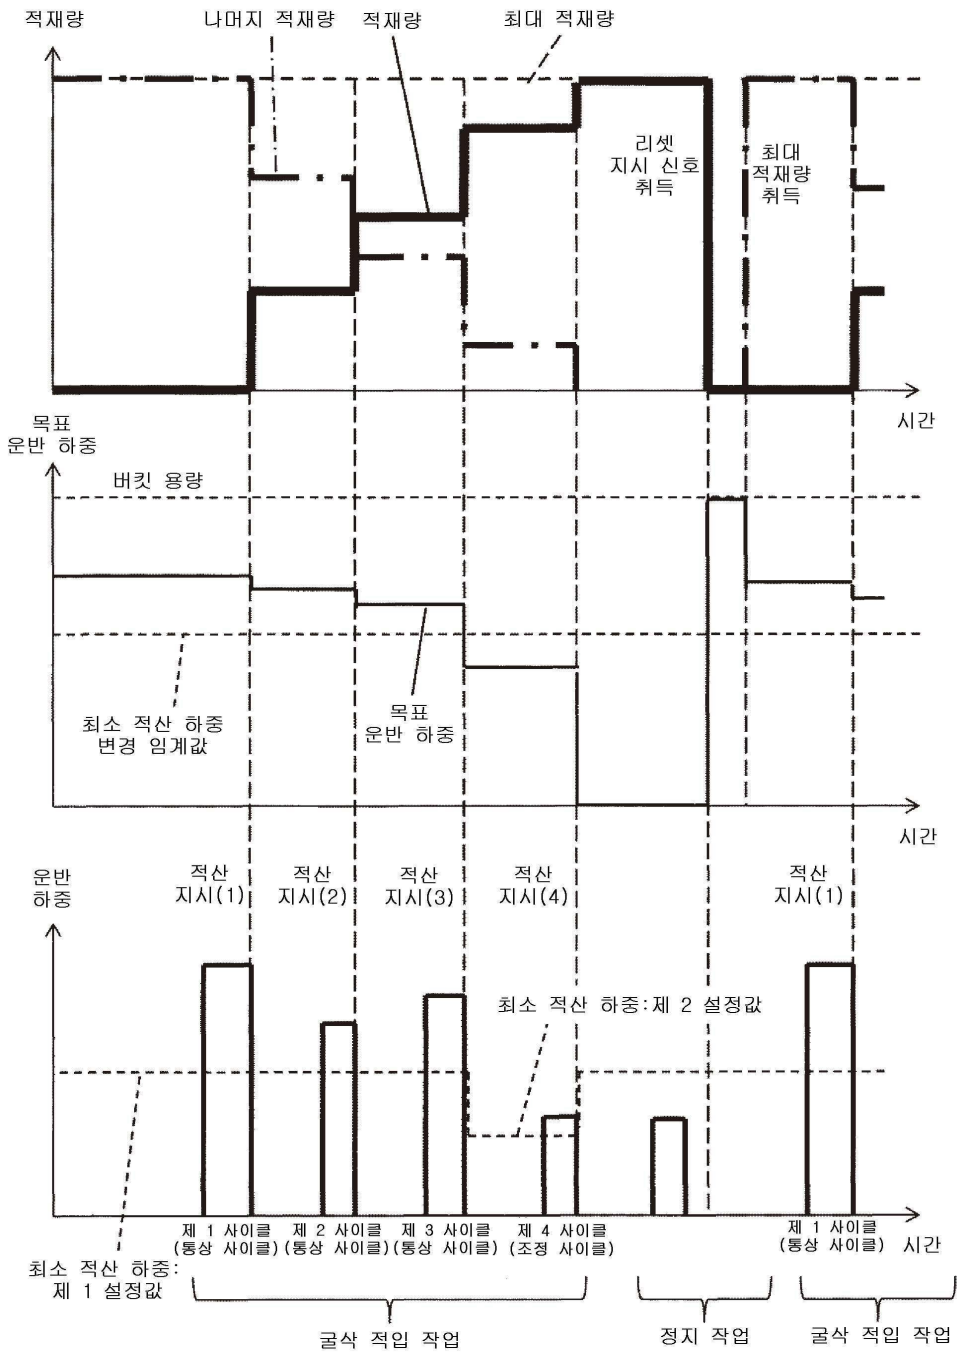 적재량
나머지 적재량
적재량
최대 적재량
리셋
지시 신호
취득
최대
적재량
취득
시간
목표
운반 하중
버킷 용량
최소 적산 하중
변경 임계값
목표
운반 하중
시간
운반
하중
적산
지시(1)
적산
지시(2)
적산
지시(3)
적산
지시(4)
적산
지시(1)
최소 적산 하중:제 2 설정값
제 1 사이클
(통상 사이클)
제 2 사이클
(통상 사이클)
제 3 사이클
(통상 사이클)
제 4 사이클
(조정 사이클)
제 1 사이클
(통상 사이클)
시간
최소 적산 하중:
제 1 설정값
굴삭 적입 작업
정지 작업
굴삭 적입 작업